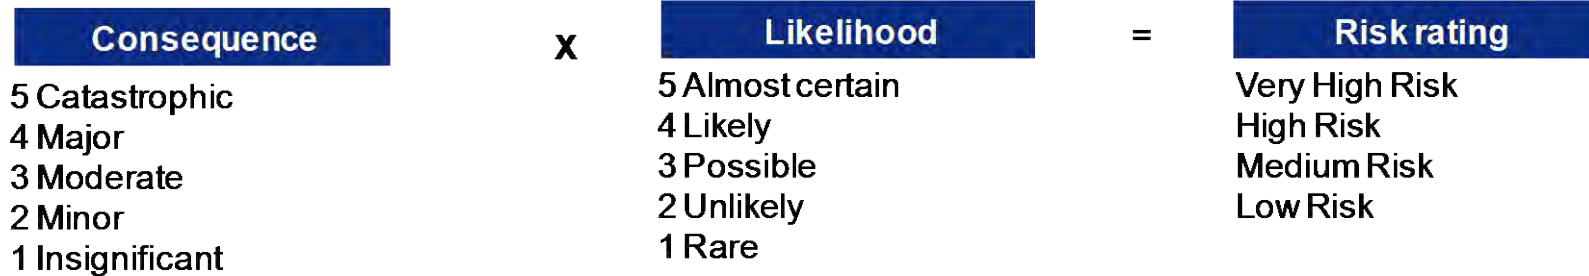 Consequence X Likelihood = Risk rating
5 Catastrophic
4 Major
3 Moderate
2 Minor
1 Insignificant
5 Almost certain
4 Likely
3 Possible
2 Unlikely
1 Rare
Very High Risk
High Risk
Medium Risk
Low Risk